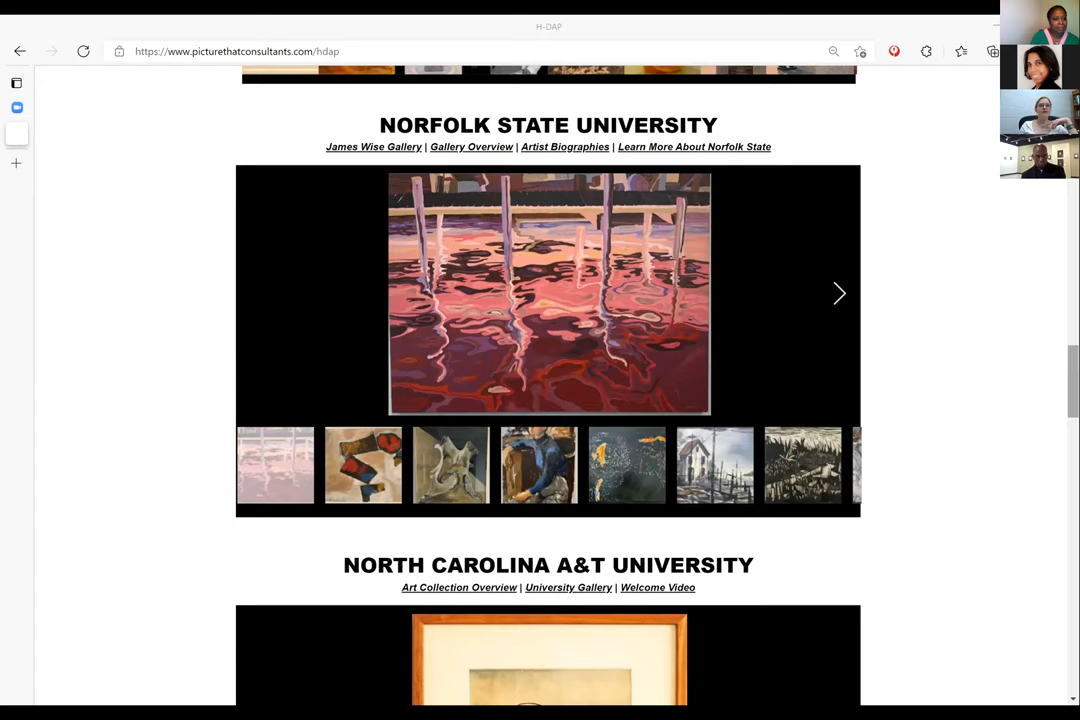 H-DAP
https://www.picturethatconsultants.com/hdap
NORFOLK STATE UNIVERSITY
James Wise Gallery | Gallery Overview | Artist Biographies | Learn More About Norfolk State
NORTH CAROLINA A&T UNIVERSITY
Art Collection Overview | University Gallery | Welcome Video